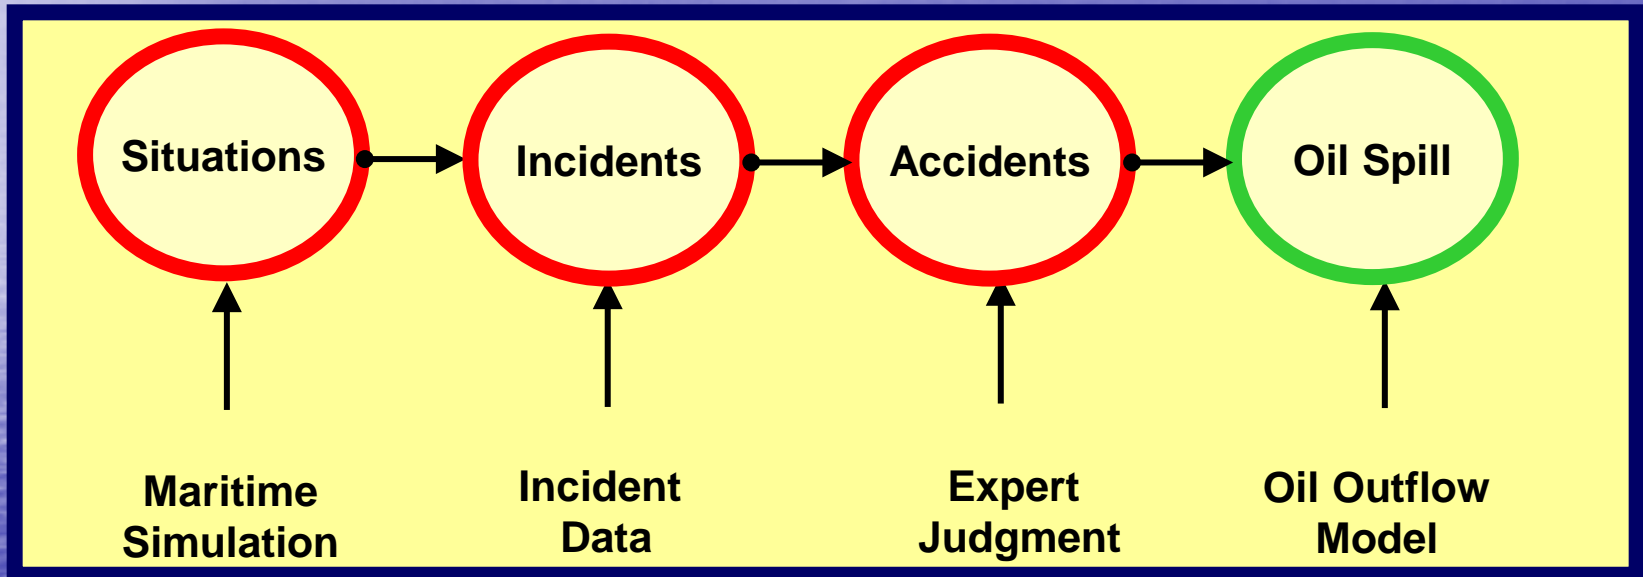 Situations
Incidents
Accidents
Oil Spill
Maritime
Simulation
Incident
Data
Expert
Judgment
Oil Outflow
Model